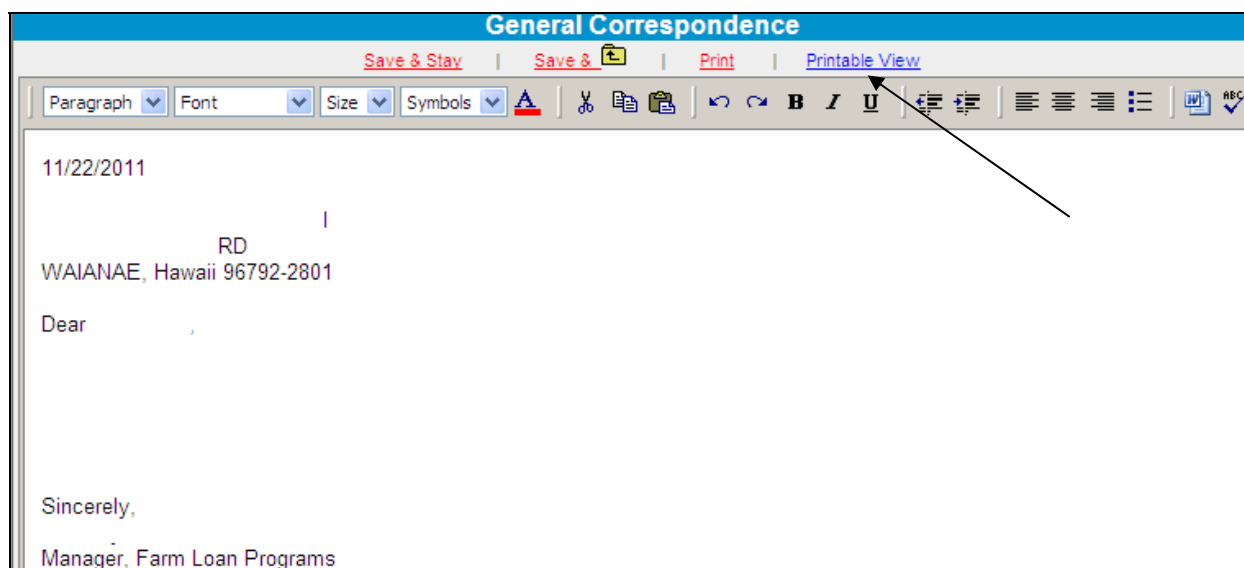 General Correspondence
Save & Stay | Save & | Print | Printable View
Paragraph Font Size Symbols A B I U ABC
11/22/2011
I
RD
WAIANAE, Hawaii 96792-2801
Dear ,
Sincerely,
Manager, Farm Loan Programs